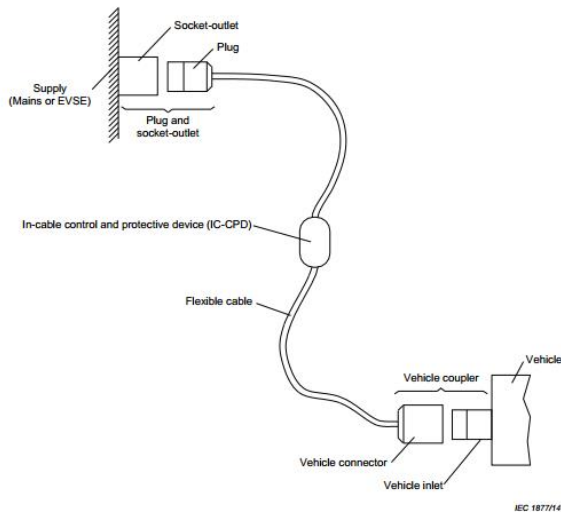 Socket-outlet
Plug
Supply
(Mains or EVSE)
Plug and
socket-outlet
In-cable control and protective device (IC-CPD)
Flexible cable
Vehicle
Vehicle coupler
Vehicle connector
Vehicle inlet
IEC 1877/14